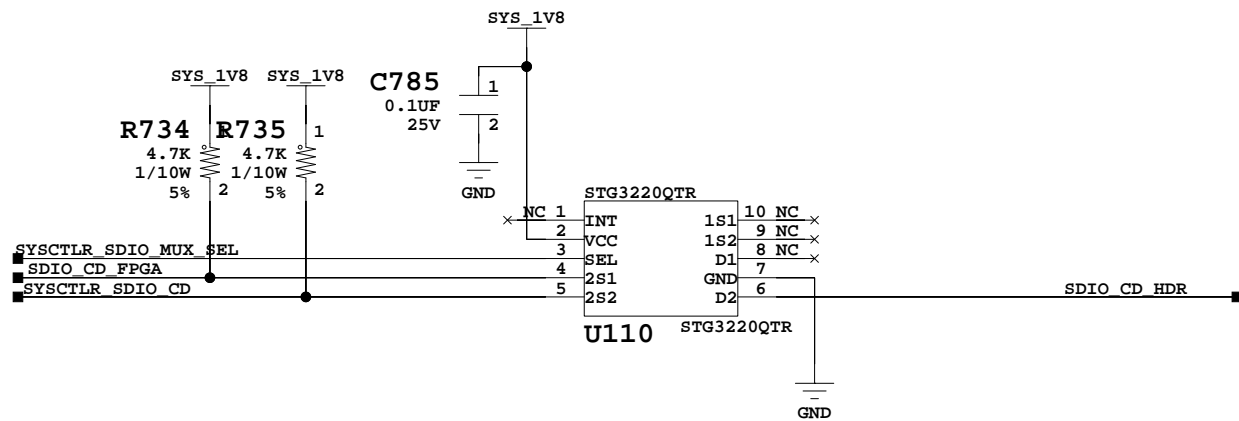 SYS_1V8
SYS_1V8 SYS_1V8
C785 1
0.1UF
25V 2
R734 1 R735 1
4.7K 4.7K
1/10W 1/10W
5% 2 5% 2
GND
STG3220QTR
NC 1 INT 1S1 10 NC
2 VCC 1S2 9 NC
SYSCTLR_SDIO_MUX_SEL 3 SEL D1 8 NC
SDIO_CD_FPGA 4 2S1 GND 7
SYSCTLR_SDIO_CD 5 2S2 D2 6 SDIO_CD_HDR
U110 STG3220QTR
GND